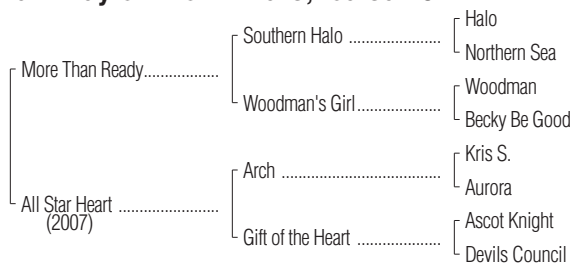 Halo
Southern Halo
Northern Sea
More Than Ready
Woodman
Woodman's Girl
Becky Be Good
Kris S.
Arch
Aurora
All Star Heart
(2007)
Ascot Knight
Gift of the Heart
Devils Council